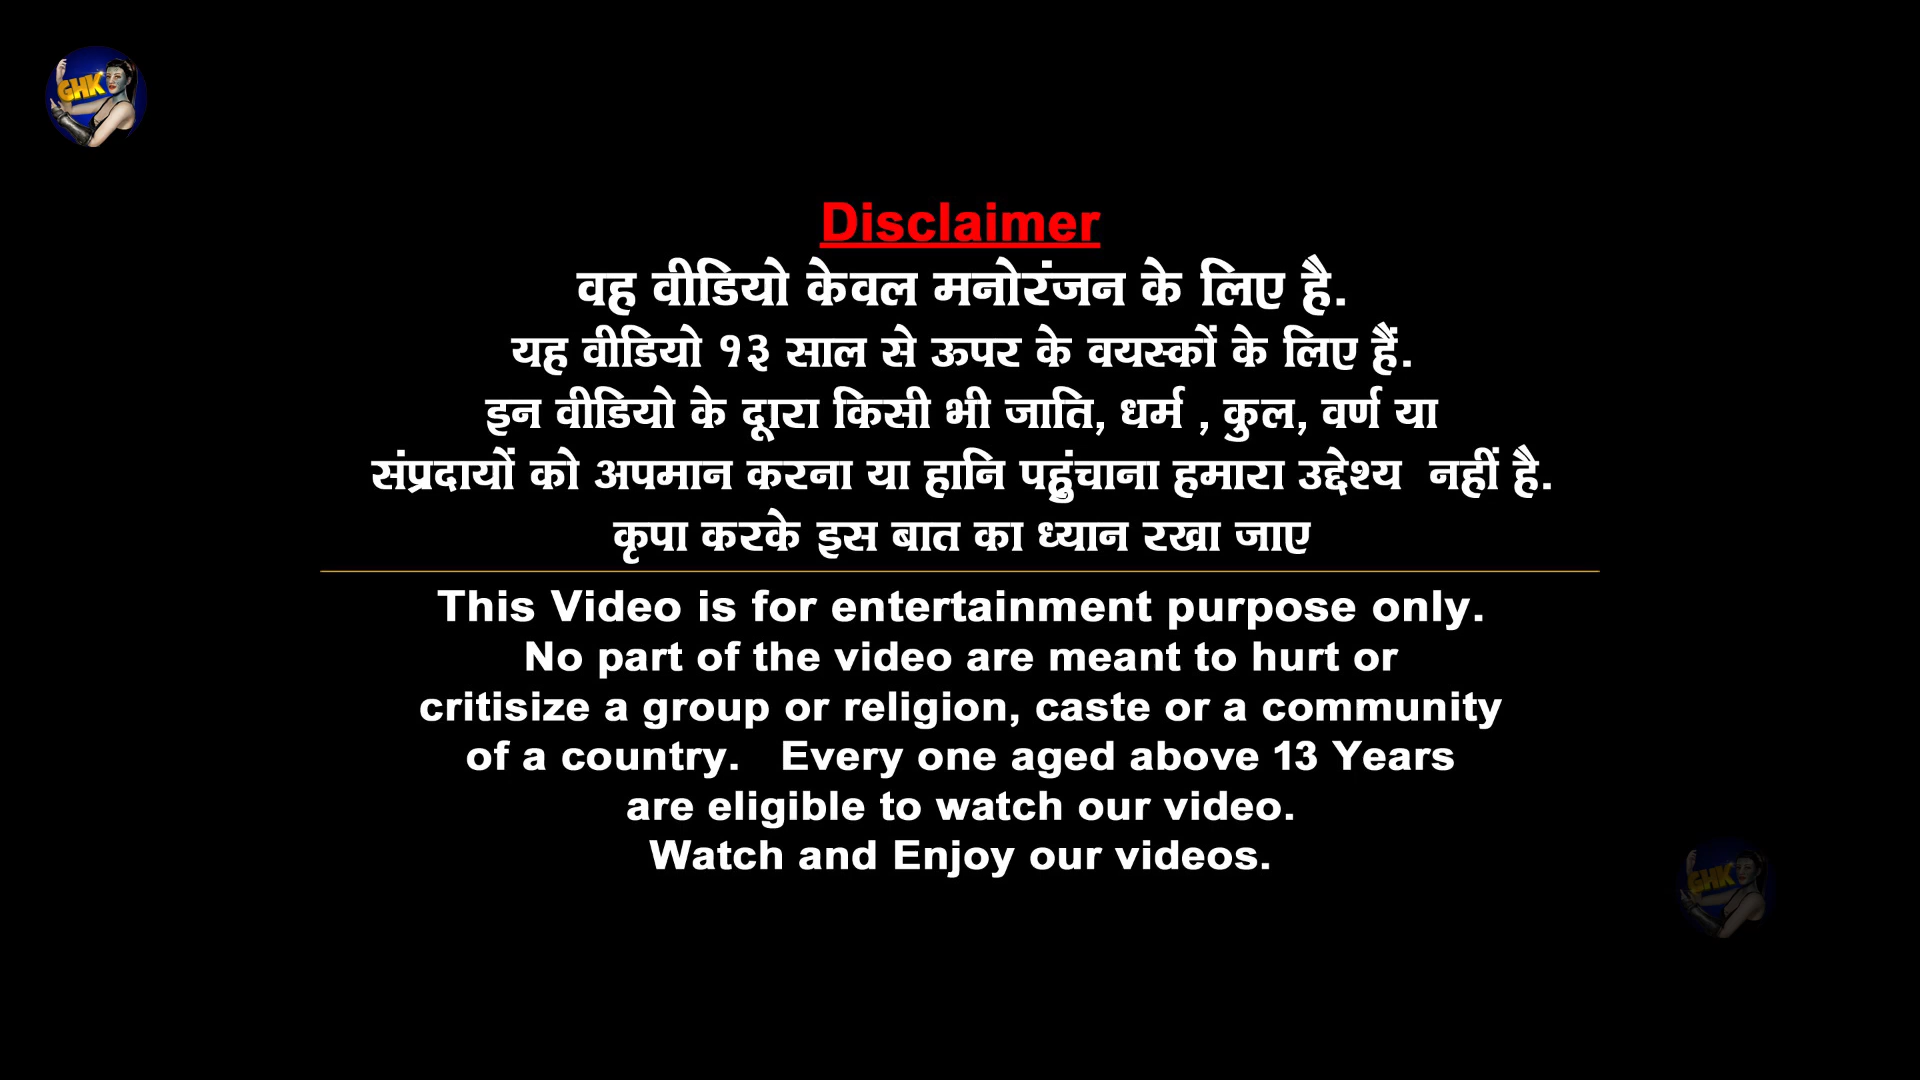 GHK
Disclaimer
वह वीडियो केवल मनोरंजन के लिए है.
यह वीडियो १३ साल से ऊपर के वयस्कों के लिए हैं.
इन वीडियो के दूारा किसी भी जाति, धर्म , कुल, वर्ण या
संप्रदायों को अपमान करना या हानि पहुंचाना हमारा उद्देश्य नहीं है.
कृपा करके इस बात का ध्यान रखा जाए
This Video is for entertainment purpose only.
No part of the video are meant to hurt or
critisize a group or religion, caste or a community
of a country. Every one aged above 13 Years
are eligible to watch our video.
Watch and Enjoy our videos.
GHK